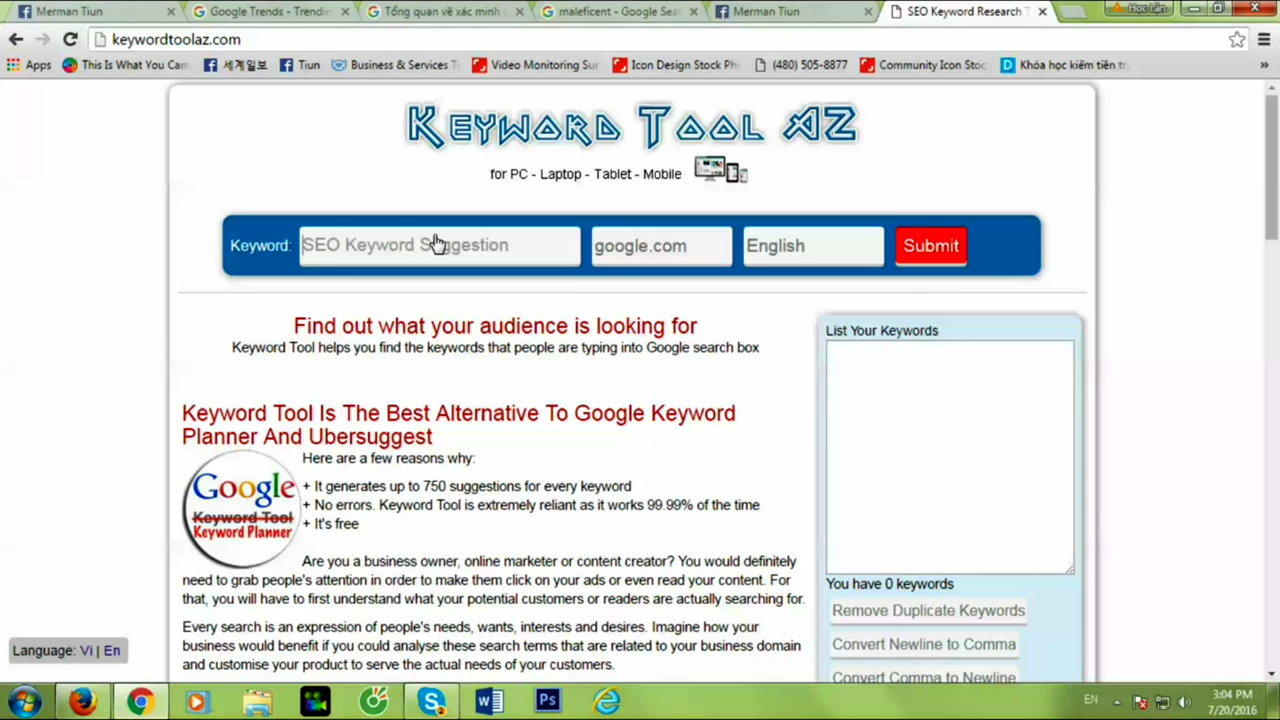 Merman Tiun
Google Trends - Trendin
Tổng quan về xác minh
maleficent - Google Sea
Merman Tiun
SEO Keyword Research T
Học Lần
keywordtoolaz.com
Apps
This Is What You Can
세계일보
Tiun
Business & Services T
Video Monitoring Sur
Icon Design Stock Ph
(480) 505-8877
Community Icon Stoc
Khóa học kiếm tiền tr
»
Keyword Tool AZ
for PC - Laptop - Tablet - Mobile
Keyword:
SEO Keyword Suggestion
google.com
English
Submit
Find out what your audience is looking for
Keyword Tool helps you find the keywords that people are typing into Google search box
List Your Keywords
Keyword Tool Is The Best Alternative To Google Keyword
Planner And Ubersuggest
Google
Keyword Tool
Keyword Planner
Here are a few reasons why:
+ It generates up to 750 suggestions for every keyword
+ No errors. Keyword Tool is extremely reliant as it works 99.99% of the time
+ It's free
Are you a business owner, online marketer or content creator? You would definitely
need to grab people's attention in order to make them click on your ads or even read your content. For
that, you will have to first understand what your potential customers or readers are actually searching for.
Every search is an expression of people's needs, wants, interests and desires. Imagine how your
business would benefit if you could analyse these search terms that are related to your business domain
and customise your product to serve the actual needs of your customers.
You have 0 keywords
Remove Duplicate Keywords
Convert Newline to Comma
Convert Comma to Newline
Language: Vi | En
Ps
EN
3:04 PM
7/20/2016